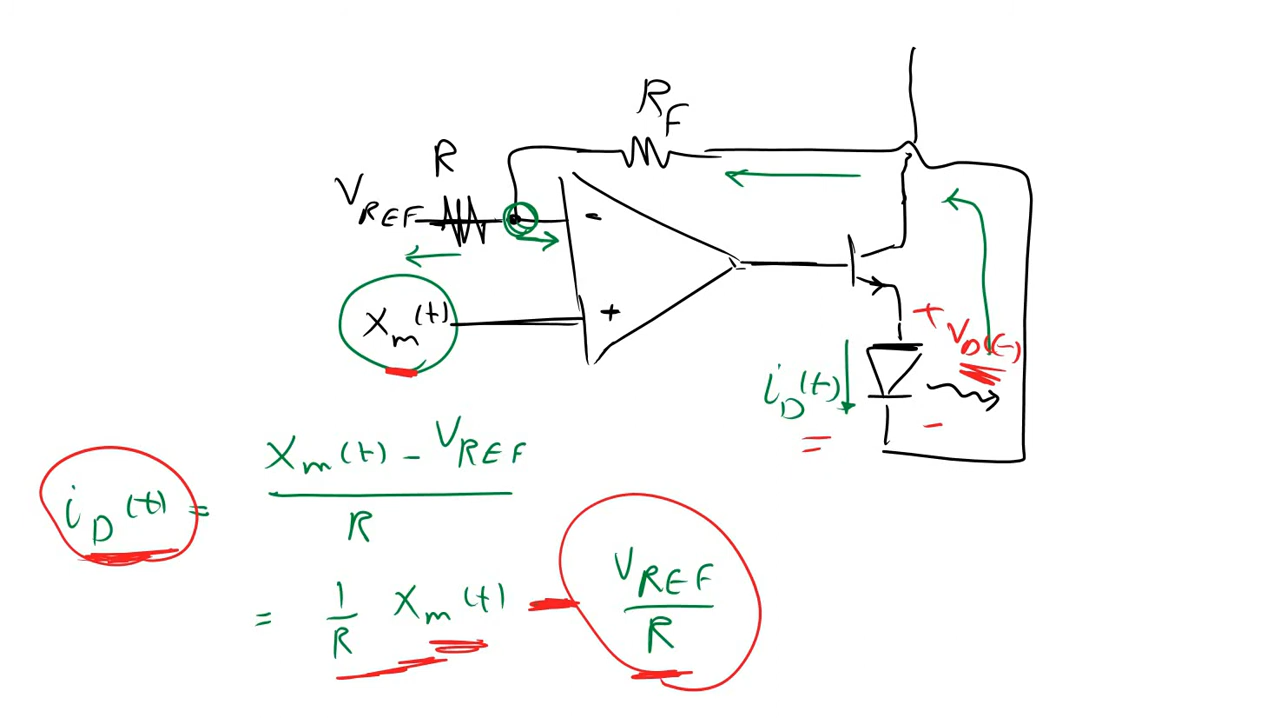 R_F
R
V_REF
-
x_m(t)
+
+ V_D(-)
i_D(t)
-
i_D(t) = (x_m(t) - V_REF) / R
= 1/R x_m(t) - V_REF/R